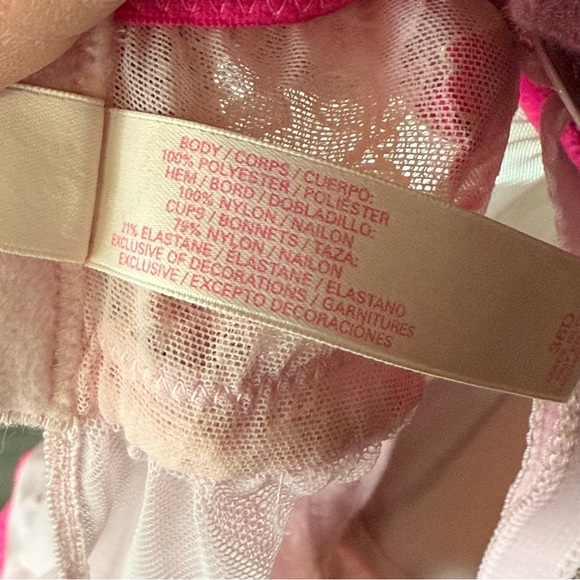 BODY / CORPS / CUERPO:
100% POLYESTER / POLIÉSTER
HEM / BORD / DOBLADILLO:
100% NYLON / NAILON
CUPS / BONNETS / TAZA:
79% NYLON / NAILON
21% ELASTANE / ELASTANE / ELASTANO
EXCLUSIVE OF DECORATIONS / GARNITURES
EXCLUSIVE / EXCEPTO DECORACIONES